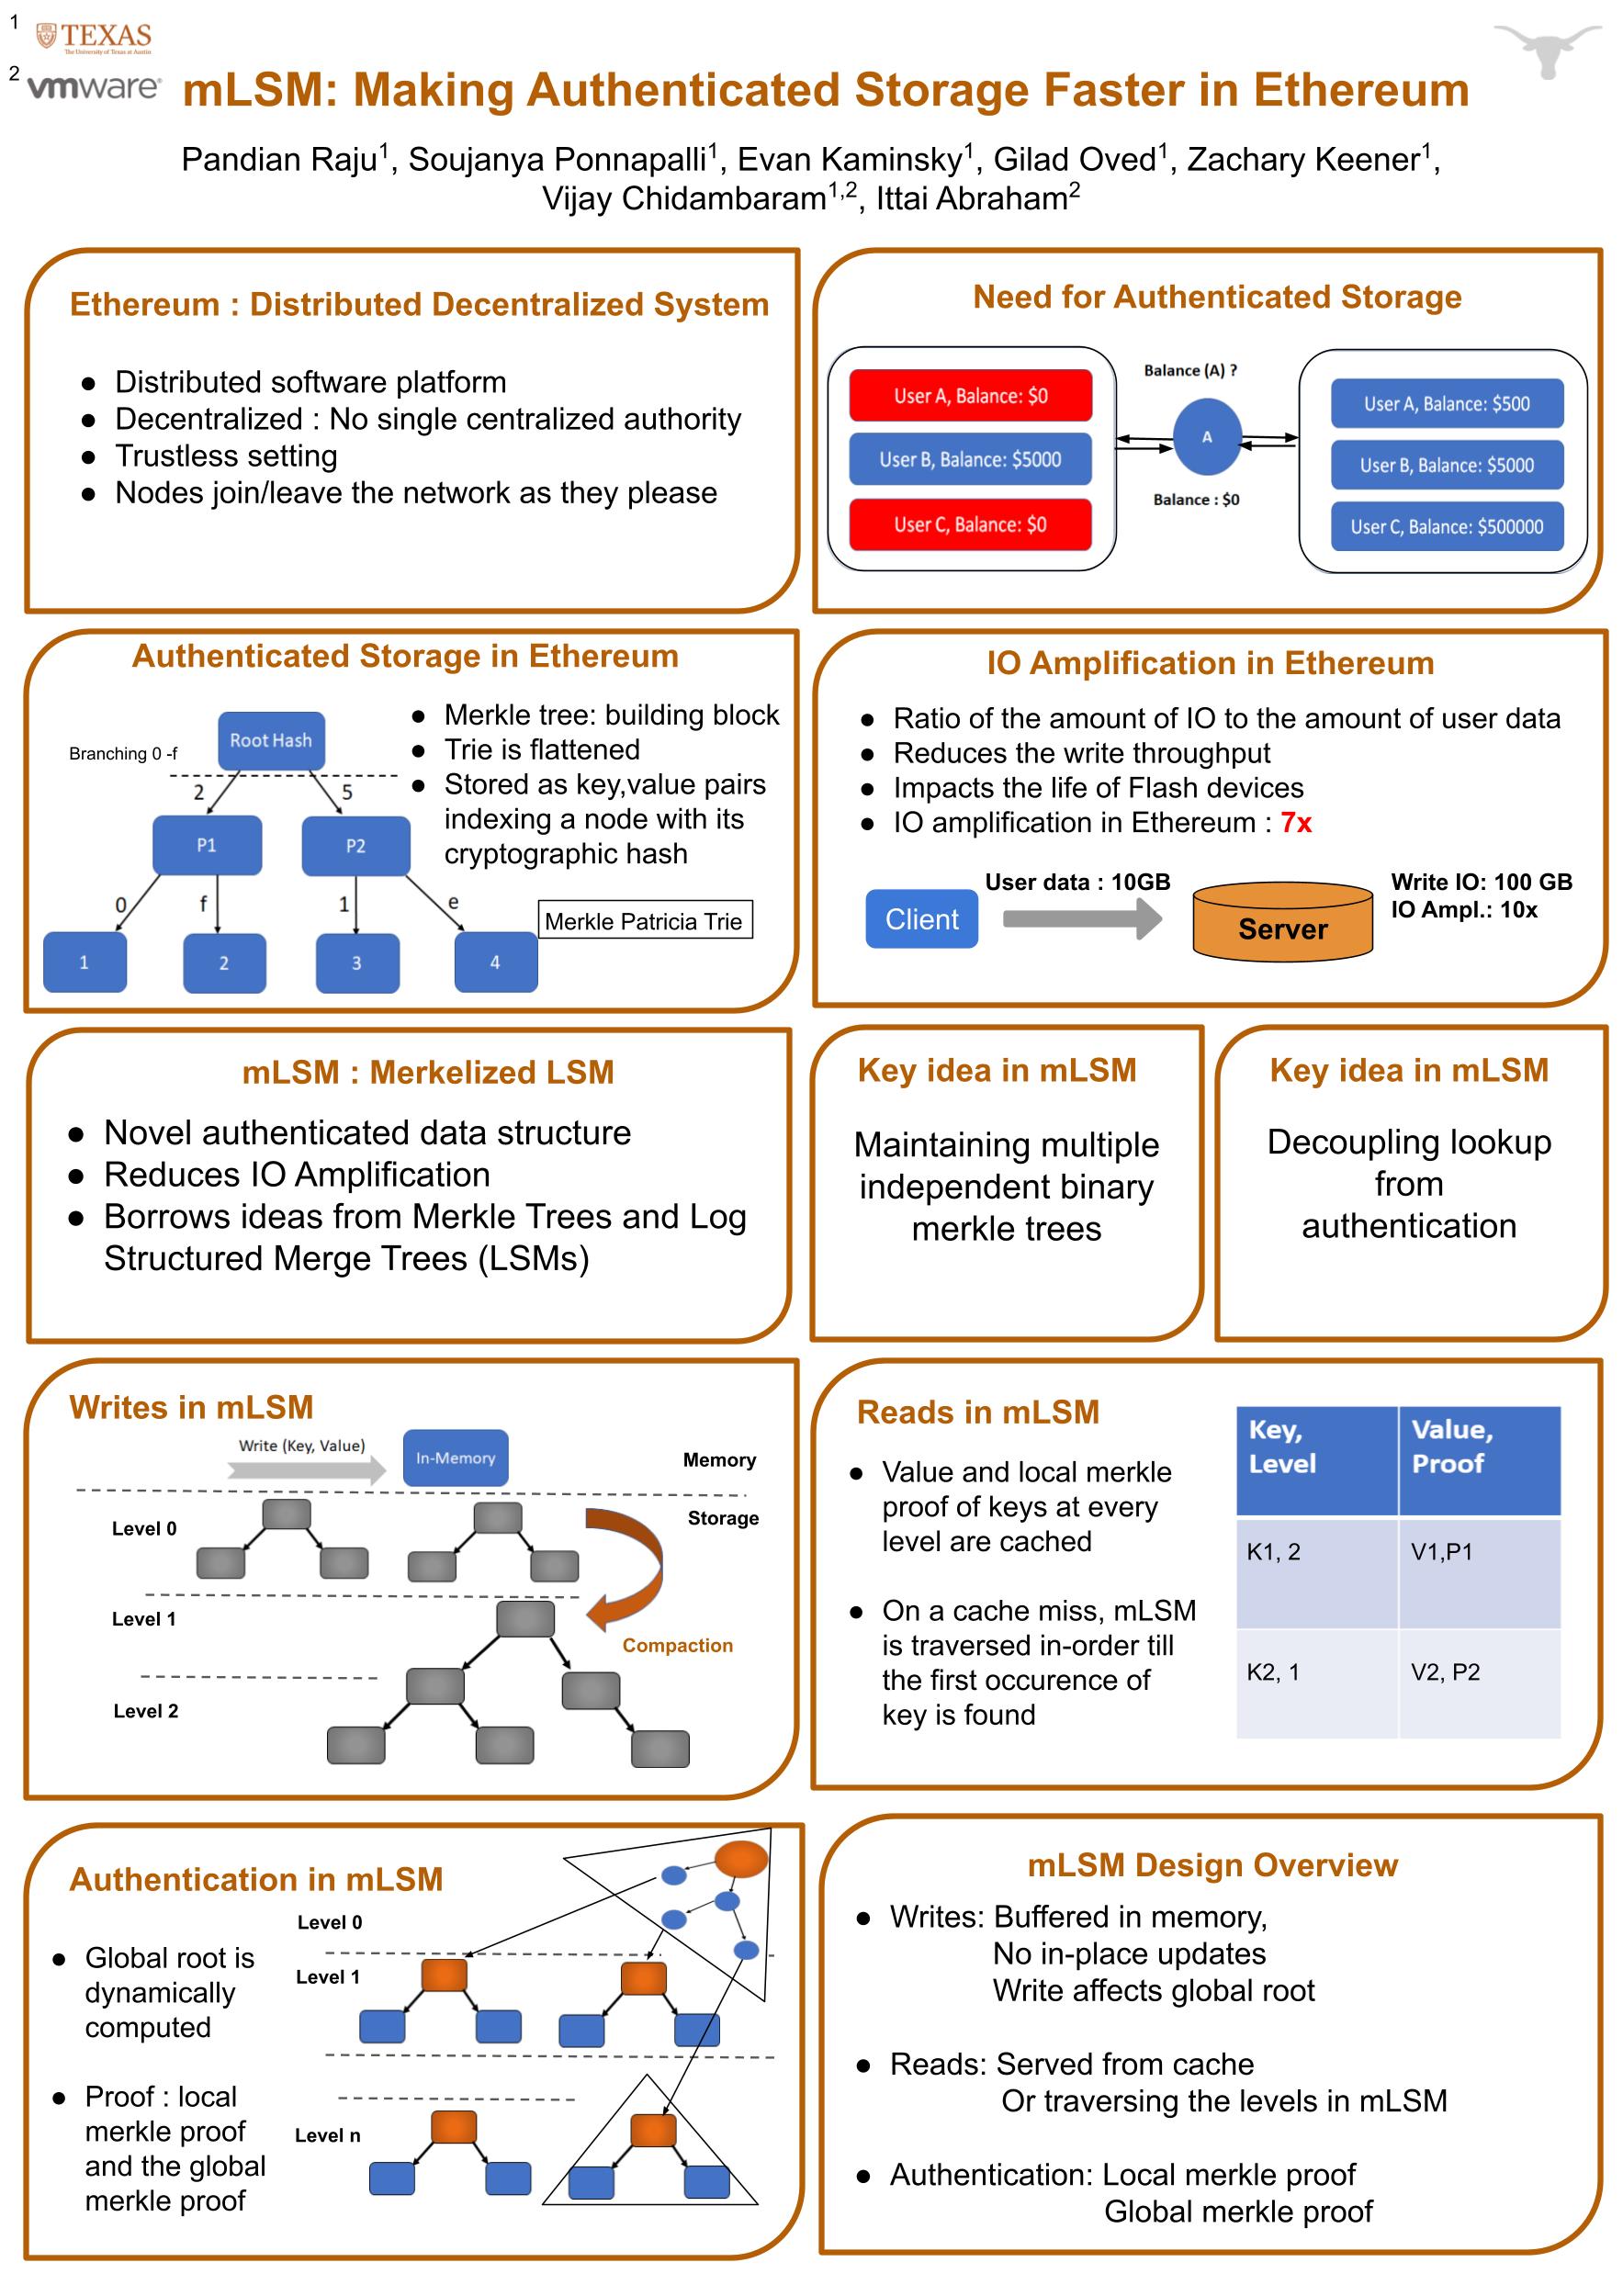 1
TEXAS
The University of Texas at Austin
2
vmware
mLSM: Making Authenticated Storage Faster in Ethereum
Pandian Raju1, Soujanya Ponnapalli1, Evan Kaminsky1, Gilad Oved1, Zachary Keener1,
Vijay Chidambaram1,2, Ittai Abraham2
Ethereum : Distributed Decentralized System
● Distributed software platform
● Decentralized : No single centralized authority
● Trustless setting
● Nodes join/leave the network as they please
Need for Authenticated Storage
User A, Balance: $0
User B, Balance: $5000
User C, Balance: $0
Balance (A) ?
A
Balance : $0
User A, Balance: $500
User B, Balance: $5000
User C, Balance: $500000
Authenticated Storage in Ethereum
Branching 0 -f
Root Hash
2
5
P1
P2
0
f
1
e
1
2
3
4
● Merkle tree: building block
● Trie is flattened
● Stored as key,value pairs
indexing a node with its
cryptographic hash
Merkle Patricia Trie
IO Amplification in Ethereum
● Ratio of the amount of IO to the amount of user data
● Reduces the write throughput
● Impacts the life of Flash devices
● IO amplification in Ethereum : 7x
Client
User data : 10GB
Server
Write IO: 100 GB
IO Ampl.: 10x
mLSM : Merkelized LSM
● Novel authenticated data structure
● Reduces IO Amplification
● Borrows ideas from Merkle Trees and Log
Structured Merge Trees (LSMs)
Key idea in mLSM
Maintaining multiple
independent binary
merkle trees
Key idea in mLSM
Decoupling lookup
from
authentication
Writes in mLSM
Write (Key, Value)
In-Memory
Memory
Storage
Level 0
Level 1
Compaction
Level 2
Reads in mLSM
● Value and local merkle
proof of keys at every
level are cached
● On a cache miss, mLSM
is traversed in-order till
the first occurence of
key is found
Key,
Level
Value,
Proof
K1, 2
V1,P1
K2, 1
V2, P2
Authentication in mLSM
● Global root is
dynamically
computed
● Proof : local
merkle proof
and the global
merkle proof
Level 0
Level 1
Level n
mLSM Design Overview
● Writes: Buffered in memory,
No in-place updates
Write affects global root
● Reads: Served from cache
Or traversing the levels in mLSM
● Authentication: Local merkle proof
Global merkle proof